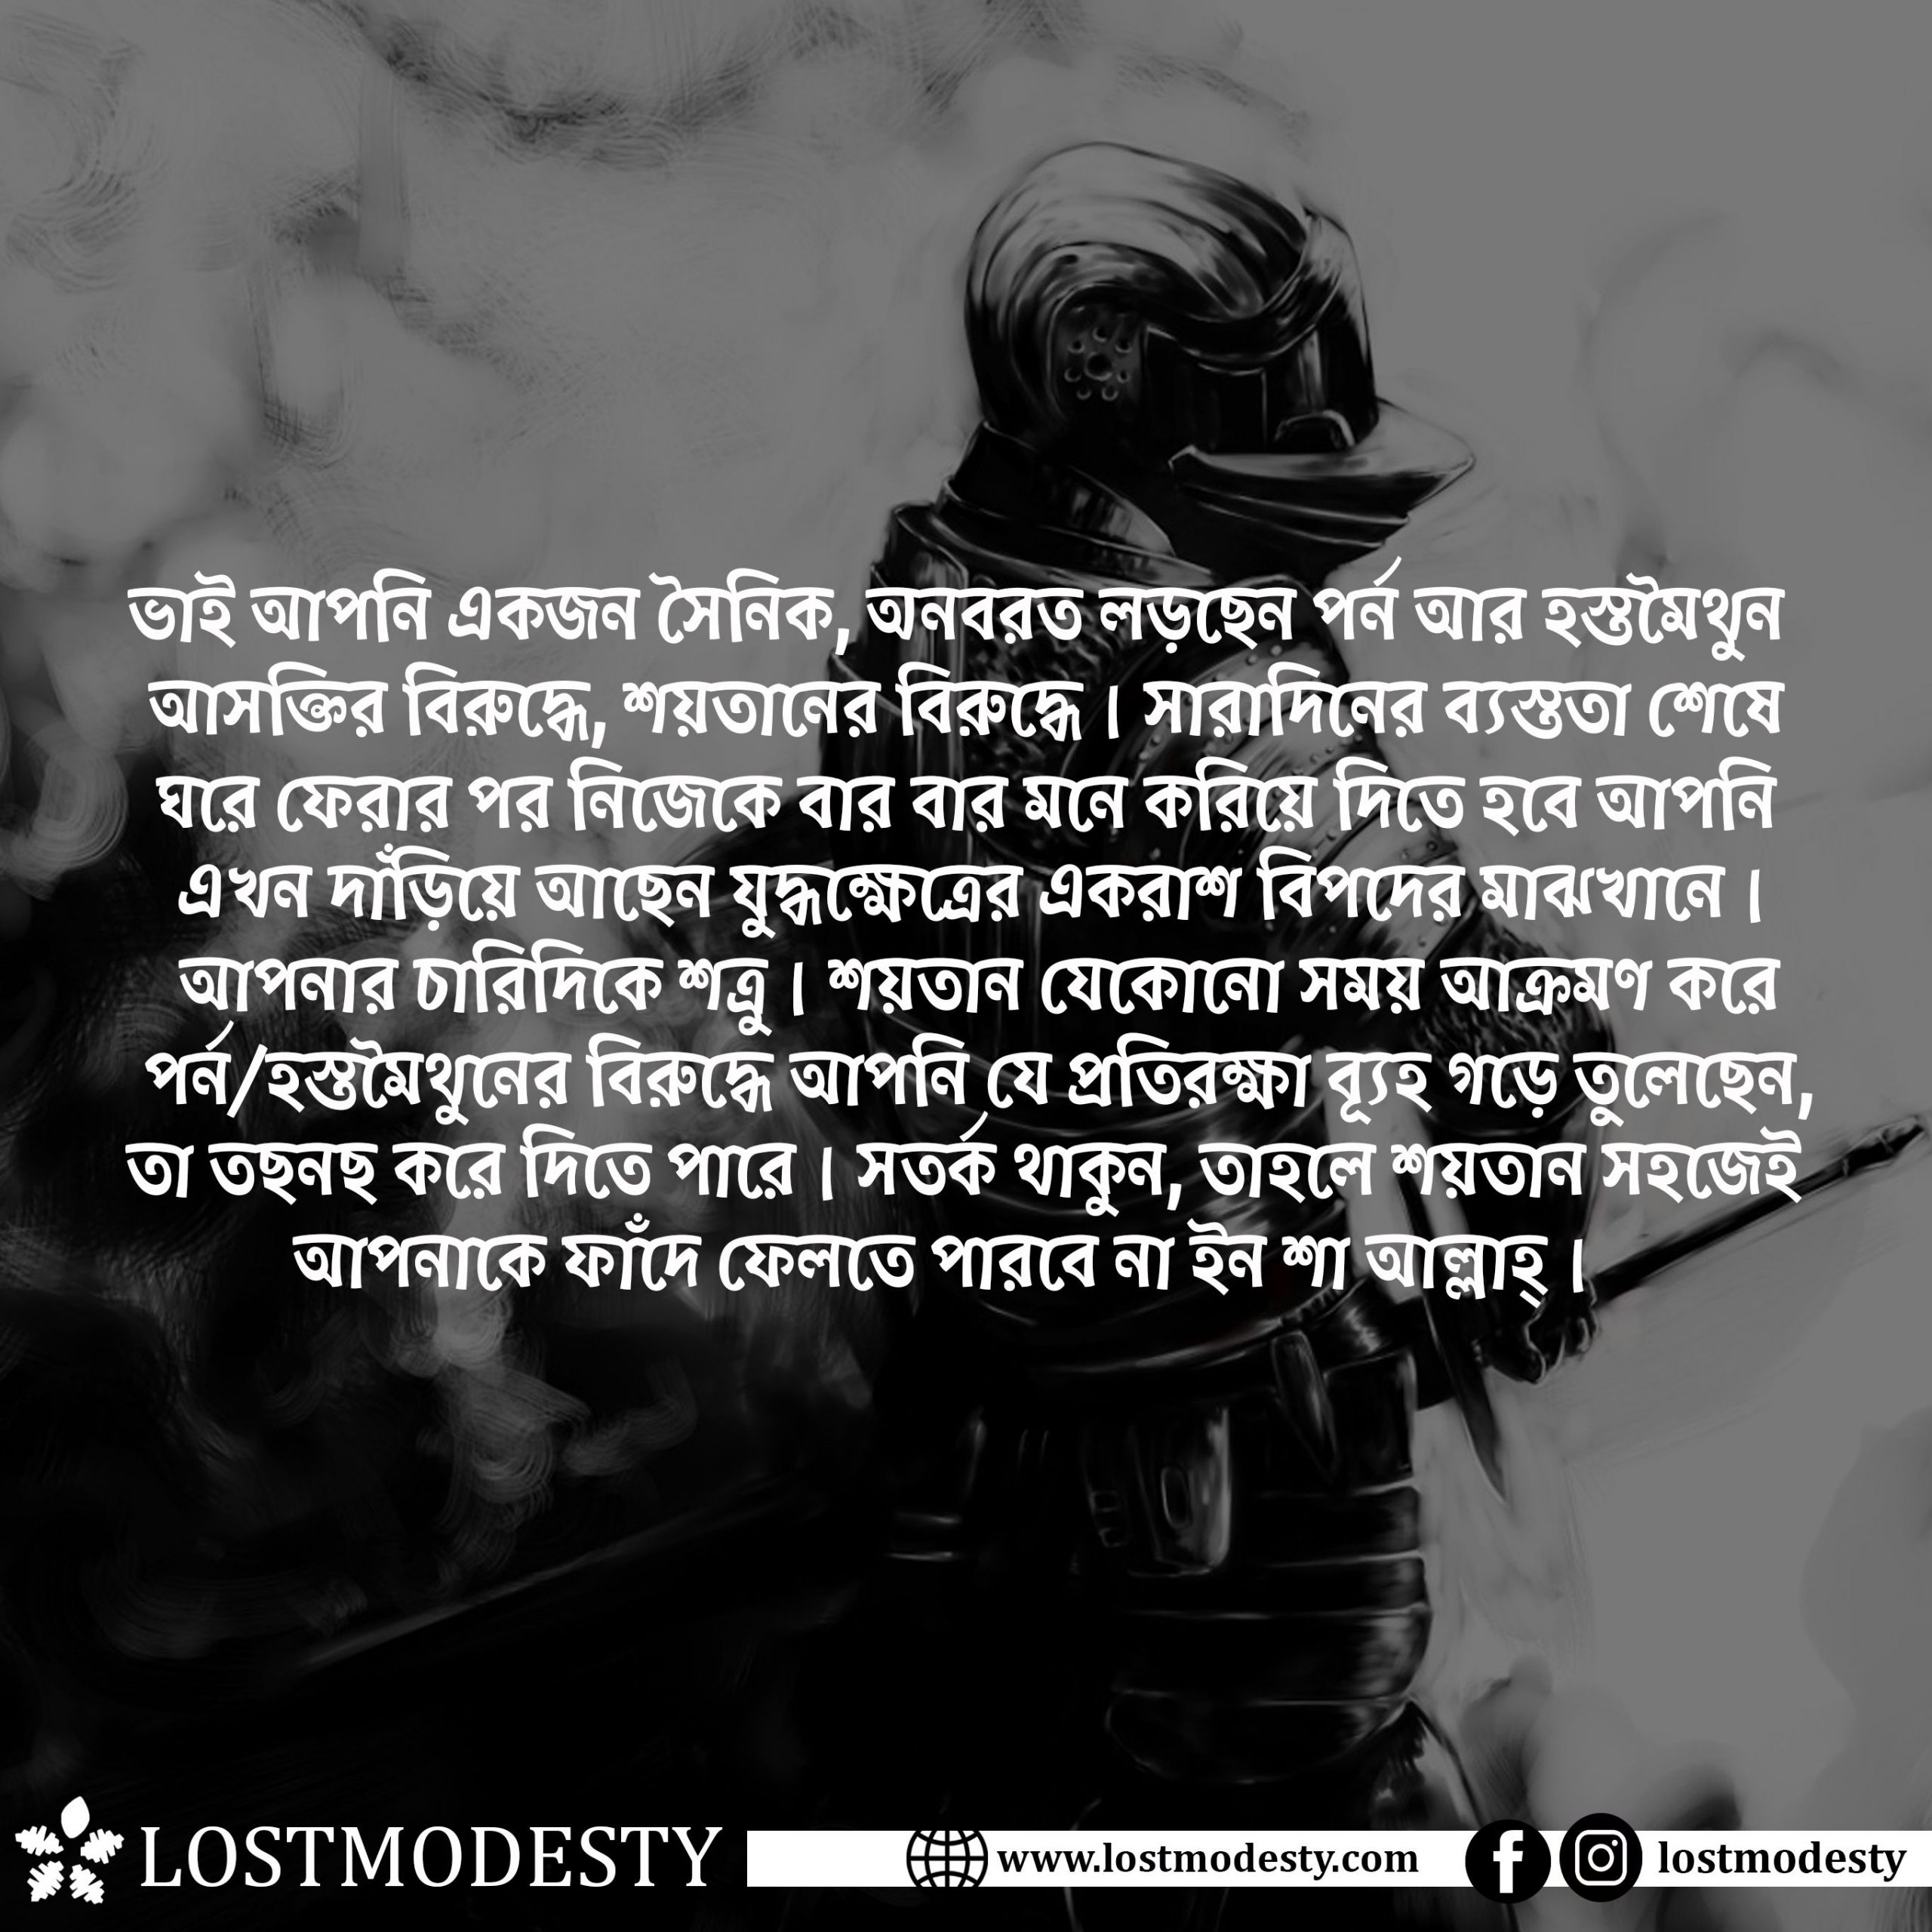 ভাই আপনি একজন সৈনিক, অনবরত লড়ছেন পর্ন আর হস্তমৈথুন
আসক্তির বিরুদ্ধে, শয়তানের বিরুদ্ধে । সারাদিনের ব্যস্ততা শেষে
ঘরে ফেরার পর নিজেকে বার বার মনে করিয়ে দিতে হবে আপনি
এখন দাঁড়িয়ে আছেন যুদ্ধক্ষেত্রের একরাশ বিপদের মাঝখানে ।
আপনার চারিদিকে শত্রু । শয়তান যেকোনো সময় আক্রমণ করে
পর্ন/হস্তমৈথুনের বিরুদ্ধে আপনি যে প্রতিরক্ষা ব্যূহ গড়ে তুলেছেন,
তা তছনছ করে দিতে পারে । সতর্ক থাকুন, তাহলে শয়তান সহজেই
আপনাকে ফাঁদে ফেলতে পারবে না ইন শা আল্লাহ্ ।
LOSTMODESTY www.lostmodesty.com lostmodesty